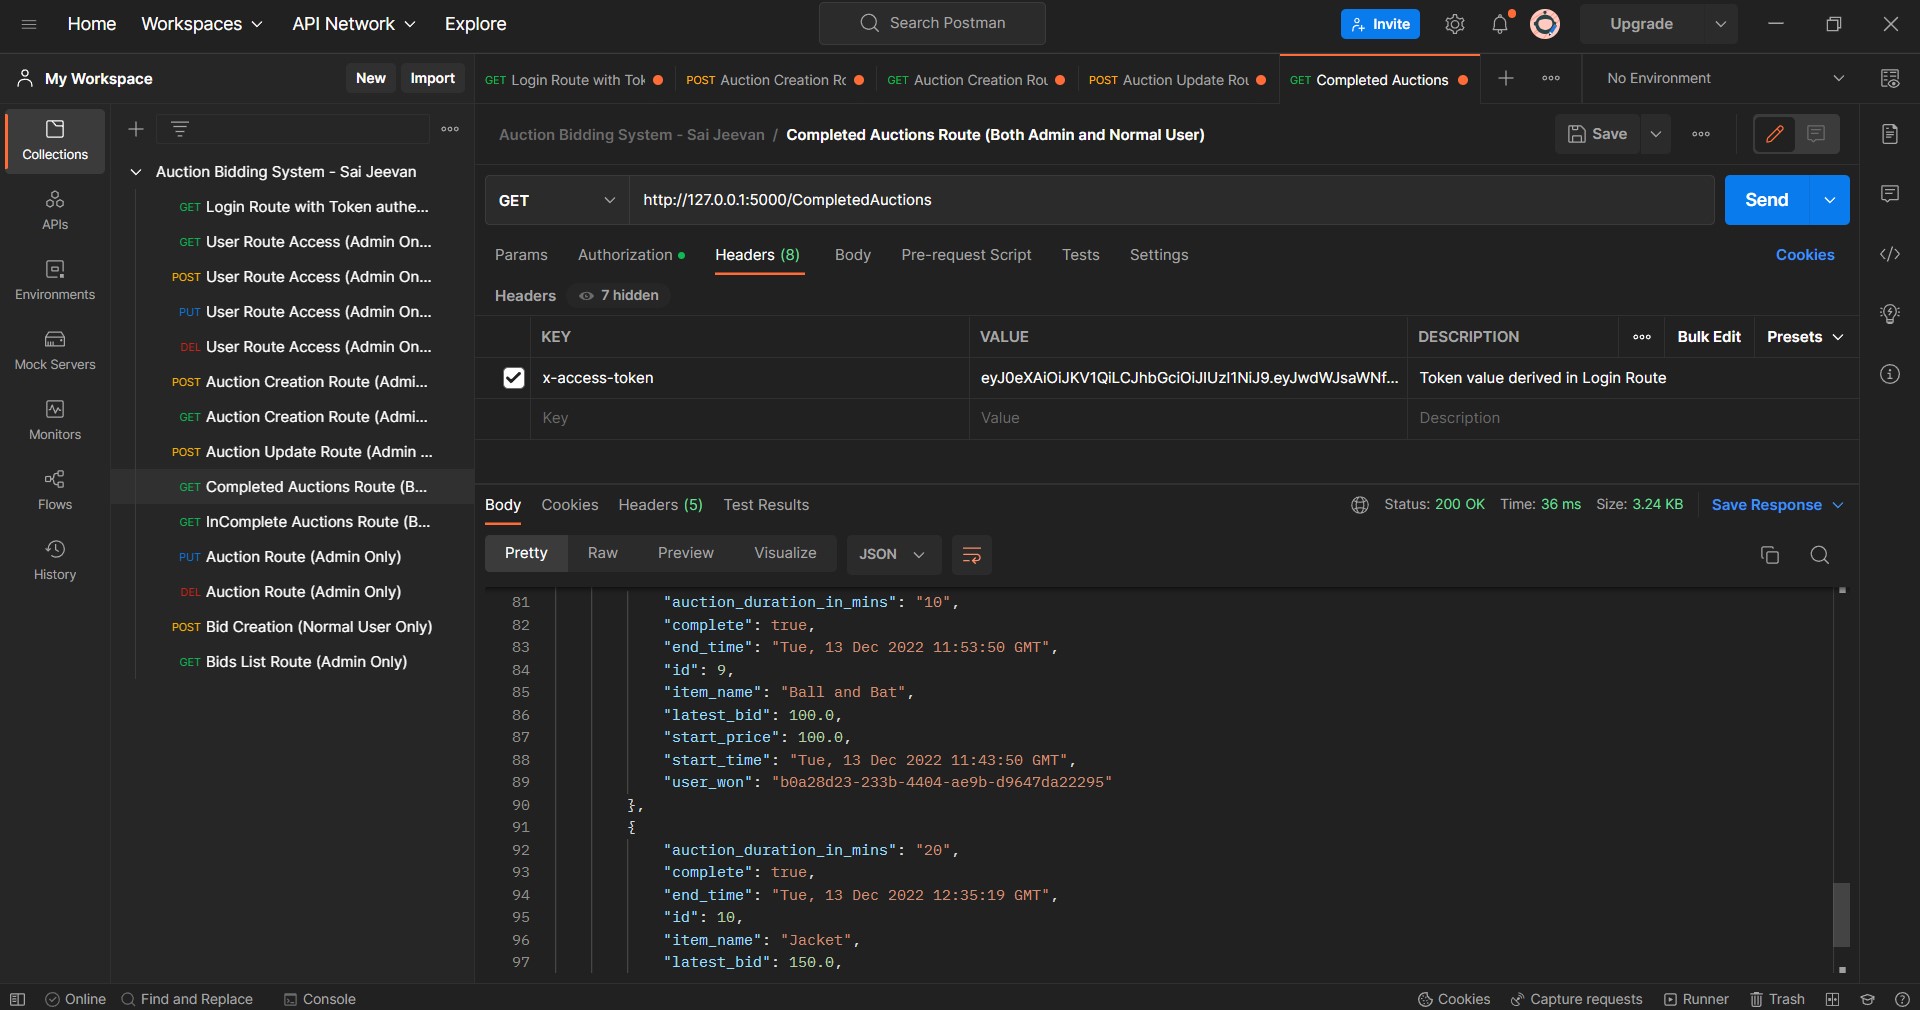 Home Workspaces API Network Explore Search Postman Invite Upgrade
My Workspace New Import
GET Login Route with Tok POST Auction Creation Rc GET Auction Creation Rou POST Auction Update Rou GET Completed Auctions No Environment
Collections
APIs
Environments
Mock Servers
Monitors
Flows
History
Auction Bidding System - Sai Jeevan
GET Login Route with Token authe...
GET User Route Access (Admin On...
POST User Route Access (Admin On...
PUT User Route Access (Admin On...
DEL User Route Access (Admin On...
POST Auction Creation Route (Admi...
GET Auction Creation Route (Admi...
POST Auction Update Route (Admin ...
GET Completed Auctions Route (B...
GET InComplete Auctions Route (B...
PUT Auction Route (Admin Only)
DEL Auction Route (Admin Only)
POST Bid Creation (Normal User Only)
GET Bids List Route (Admin Only)
Auction Bidding System - Sai Jeevan / Completed Auctions Route (Both Admin and Normal User) Save
GET http://127.0.0.1:5000/CompletedAuctions Send
Params Authorization Headers (8) Body Pre-request Script Tests Settings Cookies
Headers 7 hidden
KEY VALUE DESCRIPTION Bulk Edit Presets
x-access-token eyJ0eXAiOiJKV1QiLCJhbGciOiJIUzI1NiJ9.eyJwdWJsaWNf... Token value derived in Login Route
Key Value Description
Body Cookies Headers (5) Test Results Status: 200 OK Time: 36 ms Size: 3.24 KB Save Response
Pretty Raw Preview Visualize JSON
81 "auction_duration_in_mins": "10",
82 "complete": true,
83 "end_time": "Tue, 13 Dec 2022 11:53:50 GMT",
84 "id": 9,
85 "item_name": "Ball and Bat",
86 "latest_bid": 100.0,
87 "start_price": 100.0,
88 "start_time": "Tue, 13 Dec 2022 11:43:50 GMT",
89 "user_won": "b0a28d23-233b-4404-ae9b-d9647da22295"
90 },
91 {
92 "auction_duration_in_mins": "20",
93 "complete": true,
94 "end_time": "Tue, 13 Dec 2022 12:35:19 GMT",
95 "id": 10,
96 "item_name": "Jacket",
97 "latest_bid": 150.0,
Online Find and Replace Console Cookies Capture requests Runner Trash